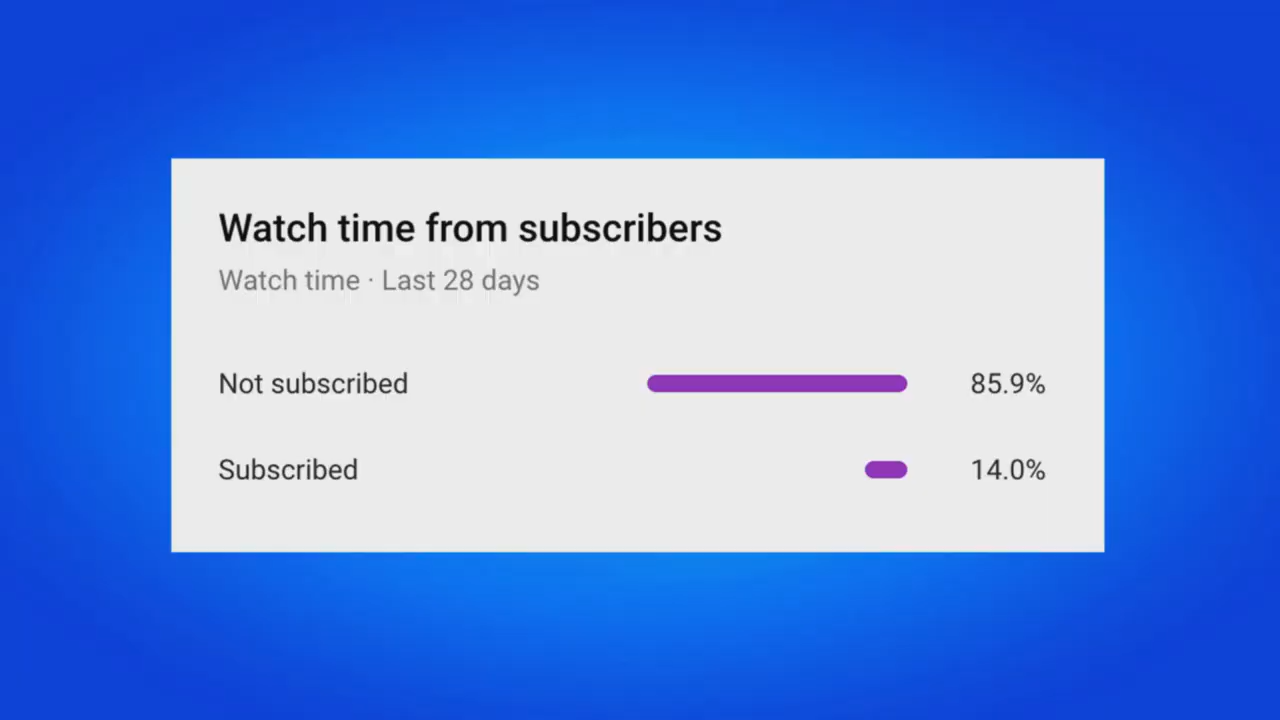 Watch time from subscribers
Watch time · Last 28 days
Not subscribed 85.9%
Subscribed 14.0%